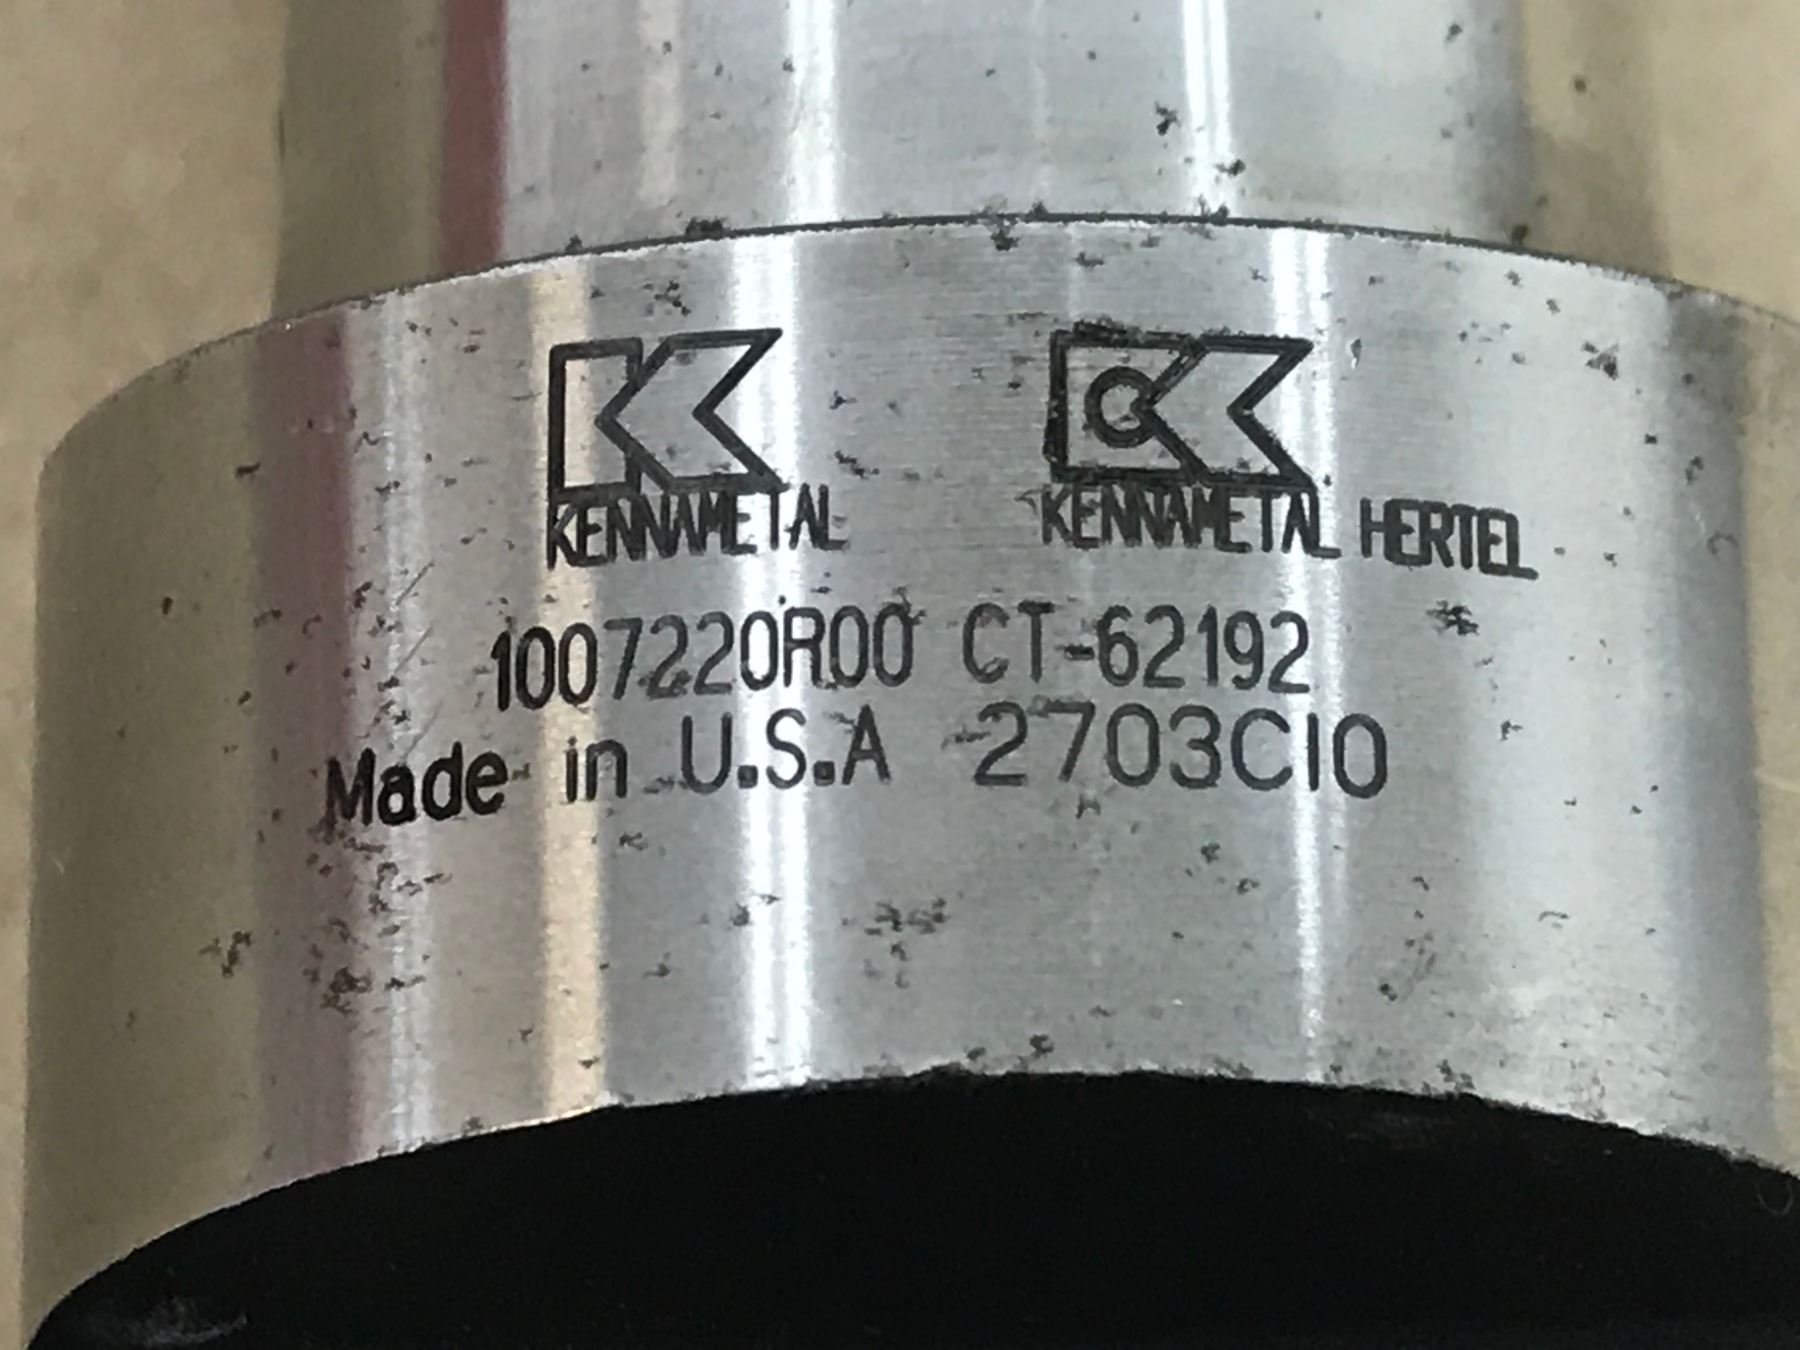 KENNAMETAL KENNAMETAL HERTEL
1007220R00 CT-62192
Made in U.S.A 2703C10